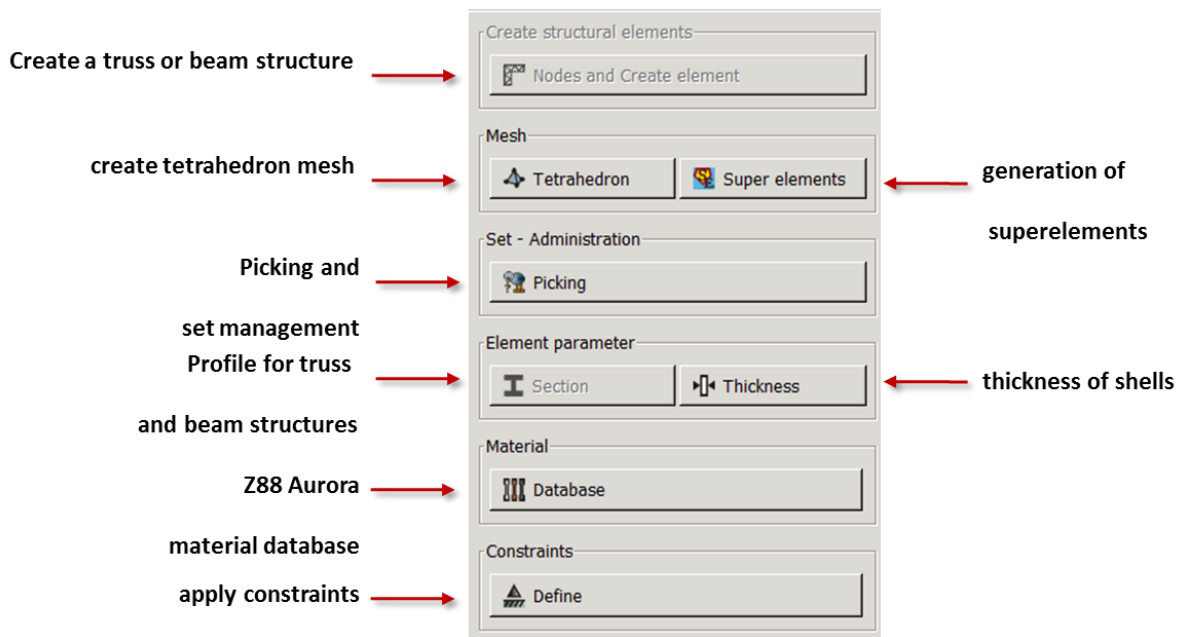 Create structural elements
Create a truss or beam structure
Nodes and Create element
Mesh
create tetrahedron mesh
Tetrahedron
Super elements
generation of
superelements
Set - Administration
Picking and
set management
Picking
Element parameter
Profile for truss
and beam structures
Section
Thickness
thickness of shells
Material
Z88 Aurora
material database
Database
Constraints
apply constraints
Define